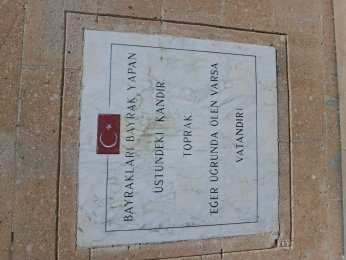 BAYRAKLARI BAYRAK YAPAN
ÜSTÜNDEKİ KANDIR
TOPRAK
EĞER UĞRUNDA ÖLEN VARSA
VATANDIR!